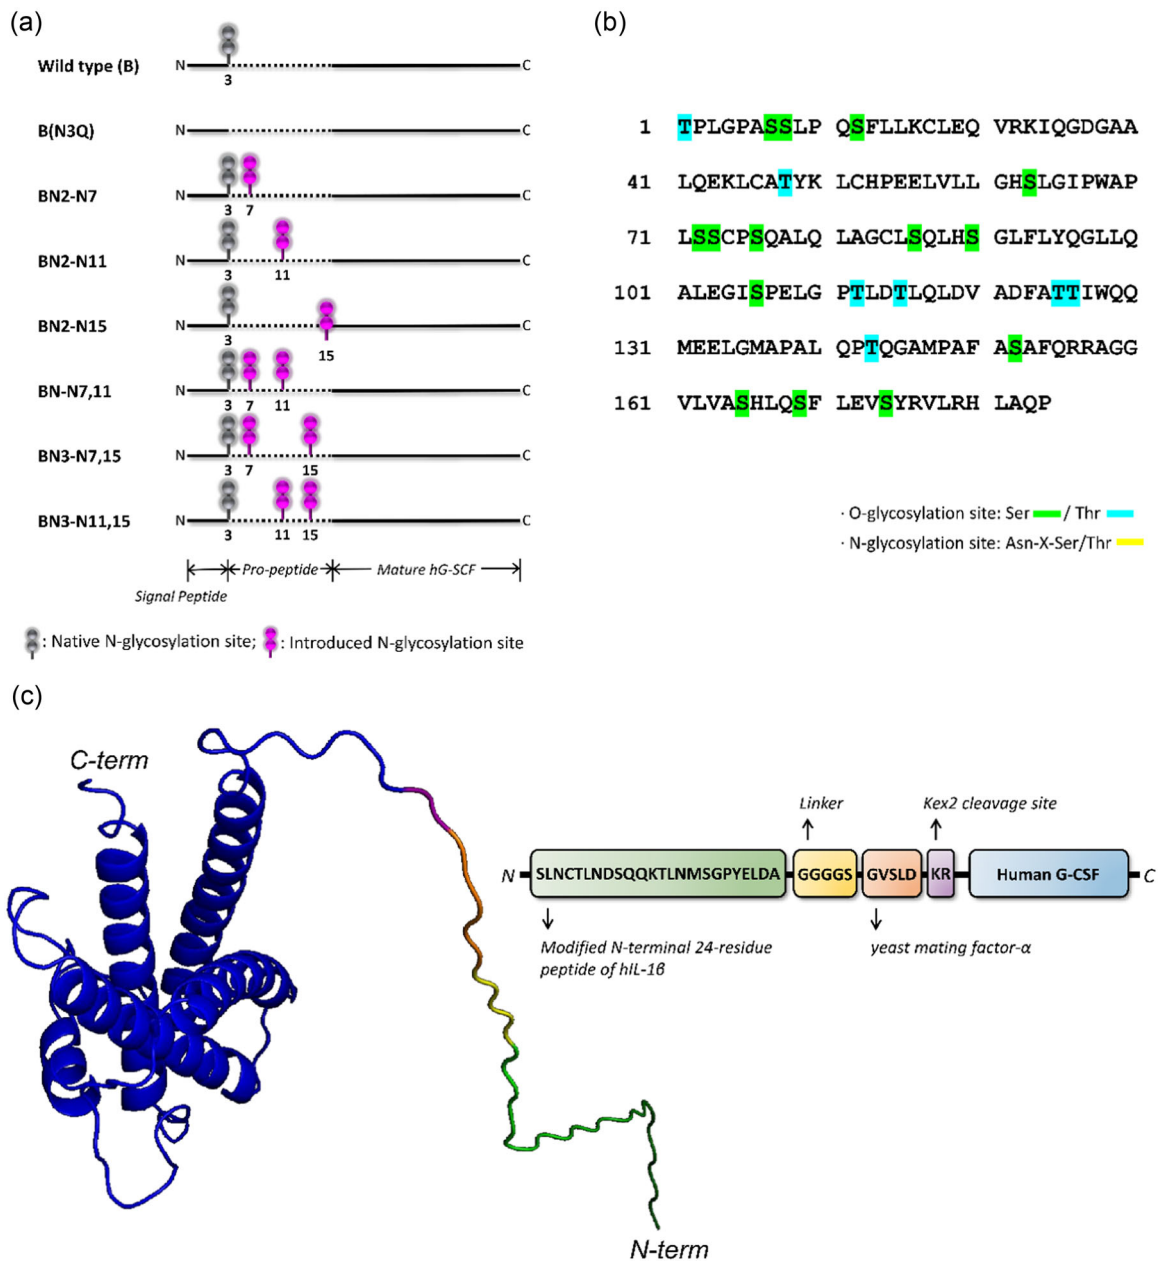 (a)
Wild type (B)
N
C
3
B(N3Q)
N
C
BN2-N7
N
C
3 7
BN2-N11
N
C
3 11
BN2-N15
N
C
3 15
BN-N7,11
N
C
3 7 11
BN3-N7,15
N
C
3 7 15
BN3-N11,15
N
C
3 11 15
Pro-peptide
Mature hG-SCF
Signal Peptide
: Native N-glycosylation site; : Introduced N-glycosylation site
(b)
1 TPLGPASSLP QSFLLKCLEQ VRKIQGDGAA
41 LQEKLCATYK LCHPEELVLL GHSLGIPWAP
71 LSSCPSQALQ LAGCLSQLHS GLFLYQGLLQ
101 ALEGISPELG PTLDTLQLDV ADFATTIWQQ
131 MEELGMAPAL QPTQGAMPAF ASAFQRRAGG
161 VLVASHLQSF LEVSYRVLRH LAQP
· O-glycosylation site: Ser / Thr
· N-glycosylation site: Asn-X-Ser/Thr
(c)
C-term
N-term
Linker
Kex2 cleavage site
N SLNCTLNDSQQKTLNMSGPYELDA GGGGS GVSLD KR Human G-CSF C
Modified N-terminal 24-residue
peptide of hIL-1β
yeast mating factor-α